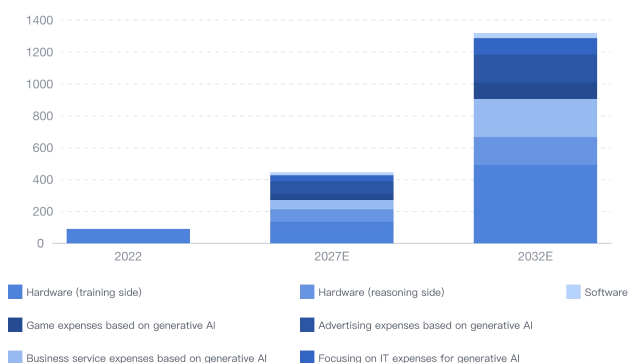 1400
1200
1000
800
600
400
200
0
2022 2027E 2032E
Hardware (training side) Hardware (reasoning side) Software
Game expenses based on generative AI Advertising expenses based on generative AI
Business service expenses based on generative AI Focusing on IT expenses for generative AI